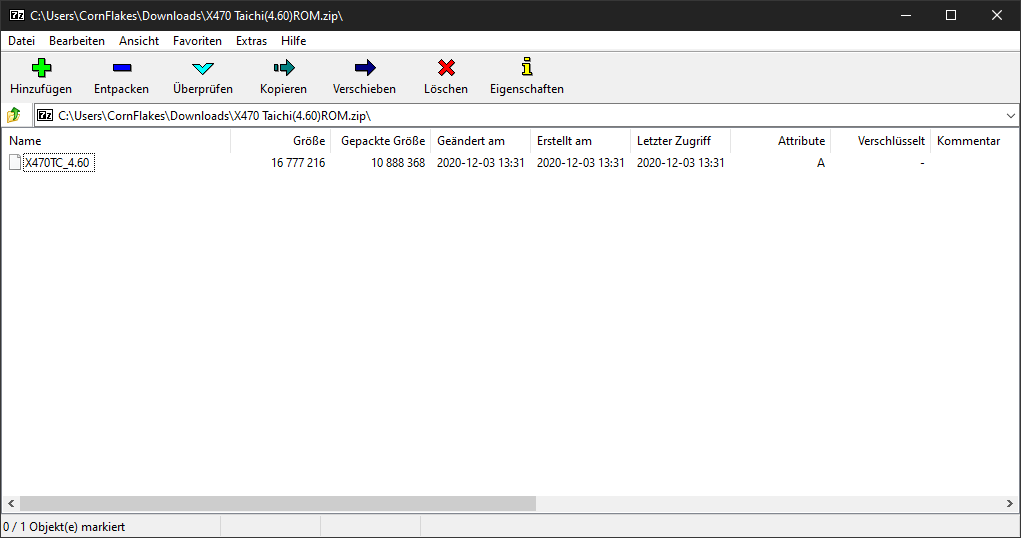 C:\Users\CornFlakes\Downloads\X470 Taichi(4.60)ROM.zip\
Datei Bearbeiten Ansicht Favoriten Extras Hilfe
Hinzufügen Entpacken Überprüfen Kopieren Verschieben Löschen Eigenschaften
C:\Users\CornFlakes\Downloads\X470 Taichi(4.60)ROM.zip\
Name Größe Gepackte Größe Geändert am Erstellt am Letzter Zugriff Attribute Verschlüsselt Kommentar
X470TC_4.60 16 777 216 10 888 368 2020-12-03 13:31 2020-12-03 13:31 2020-12-03 13:31 A -
0 / 1 Objekt(e) markiert